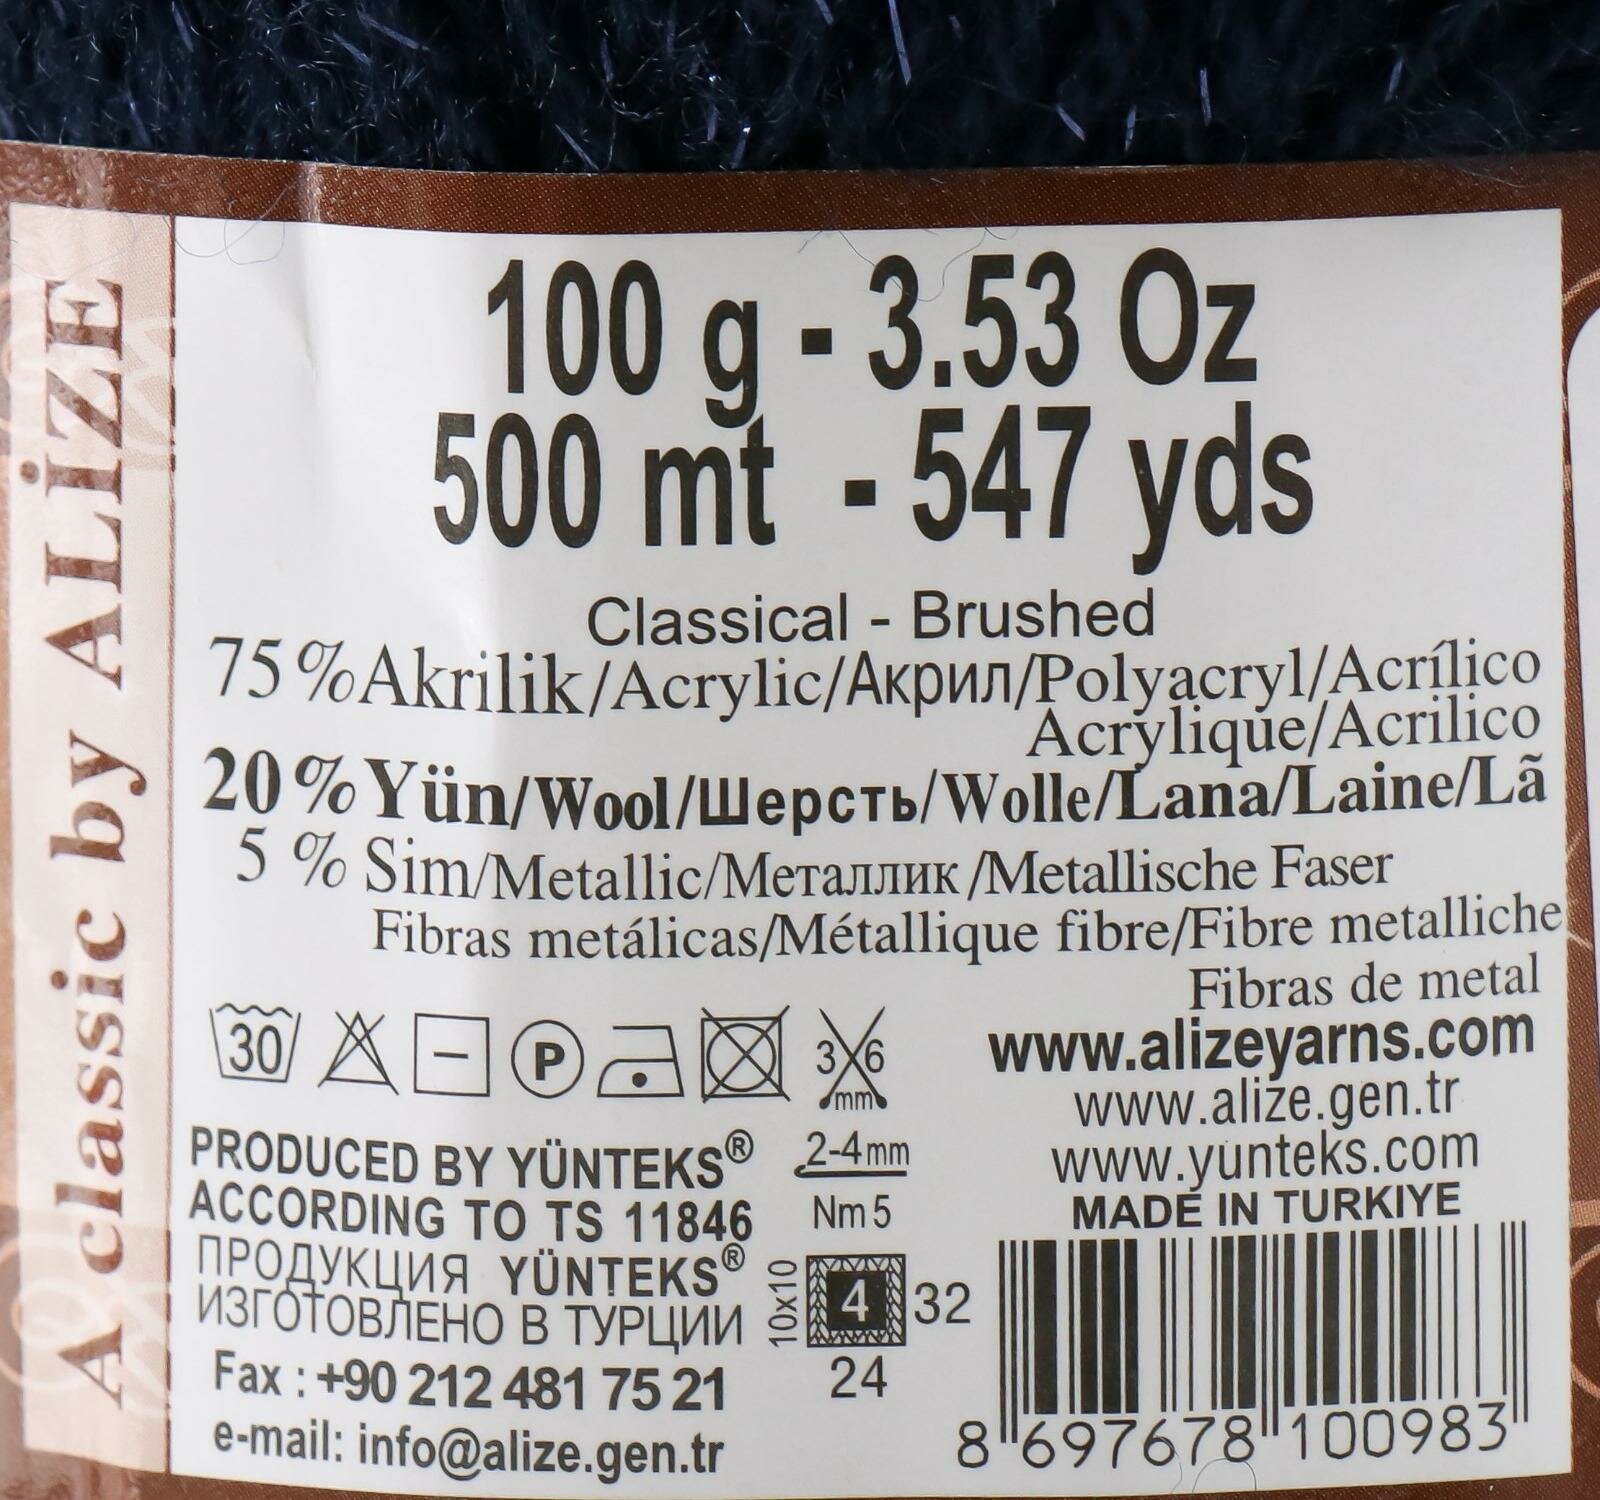 A classic by ALİZE
100 g - 3.53 Oz
500 mt - 547 yds
Classical - Brushed
75 % Akrilik/Acrylic/Акрил/Polyacryl/Acrílico
Acrylique/Acrilico
20 % Yün/Wool/Шерсть/Wolle/Lana/Laine/Lã
5 % Sim/Metallic/Металлик /Metallische Faser
Fibras metálicas/Métallique fibre/Fibre metalliche
Fibras de metal
30 P 3 6 mm
2-4mm
Nm 5
10x10 4 32
24
PRODUCED BY YÜNTEKS®
ACCORDING TO TS 11846
ПРОДУКЦИЯ YÜNTEKS®
ИЗГОТОВЛЕНО В ТУРЦИИ
Fax : +90 212 481 75 21
e-mail: info@alize.gen.tr
www.alizeyarns.com
www.alize.gen.tr
www.yunteks.com
MADE IN TURKIYE
8 697678 100983